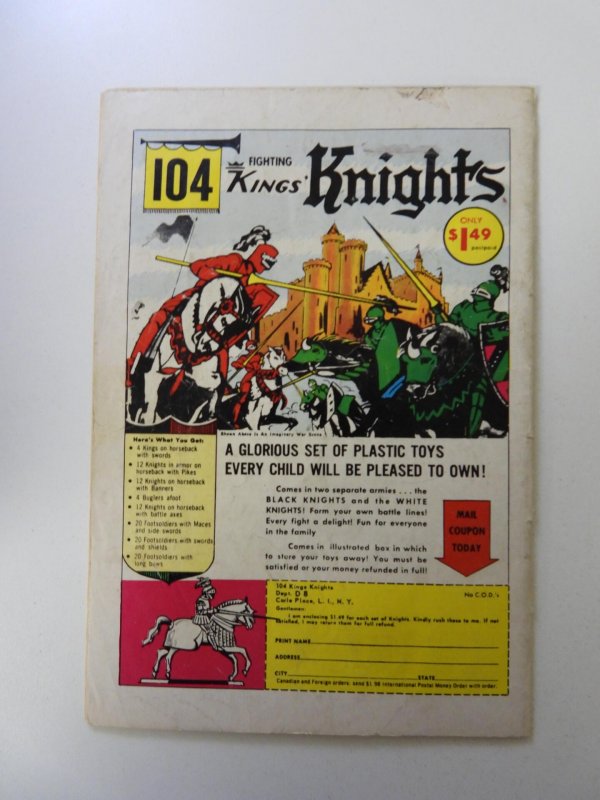 104
FIGHTING
KINGS' Knights
ONLY
$1.49
postpaid
Shown Above Is An Imaginary War Scene
Here's What You Get:
• 4 Kings on horseback
with swords
• 12 Knights in armor on
horseback with Pikes
• 12 Knights on horseback
with Banners
• 4 Buglers afoot
• 12 Knights on horseback
with battle axes
• 20 Footsoldiers with Maces
and side swords
• 20 Footsoldiers with swords
and shields
• 20 Footsoldiers with
long bows
A GLORIOUS SET OF PLASTIC TOYS
EVERY CHILD WILL BE PLEASED TO OWN!
Comes in two separate armies . . . the
BLACK KNIGHTS and the WHITE
KNIGHTS! Form your own battle lines!
Every fight a delight! Fun for everyone
in the family
Comes in illustrated box in which
to store your toys away! You must be
satisfied or your money refunded in full!
MAIL
COUPON
TODAY
104 Kings Knights
Dept. D 8
No C.O.D.'s
Carle Place, L. I., N. Y.
Gentlemen:
I am enclosing $1.49 for each set of Knights. Kindly rush these to me. If not
satisfied, I may return them for full refund.
PRINT NAME
ADDRESS
CITY STATE
Canadian and Foreign orders: send $1.98 International Postal Money Order with order.